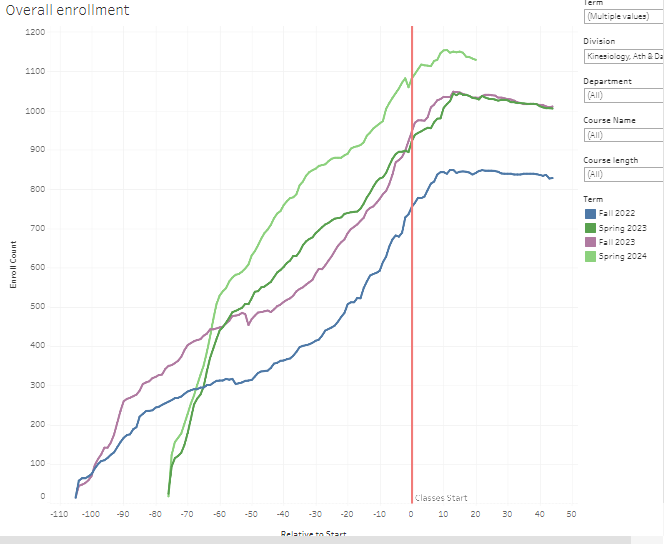 Overall enrollment
1200
1100
1000
900
800
700
600
500
400
300
200
100
0
Enroll Count
-110 -100 -90 -80 -70 -60 -50 -40 -30 -20 -10 0 10 20 30 40 50
Classes Start
Relative to Start
Term
(Multiple values)
Division
Kinesiology, Ath & Da
Department
(All)
Course Name
(All)
Course length
(All)
Term
Fall 2022
Spring 2023
Fall 2023
Spring 2024